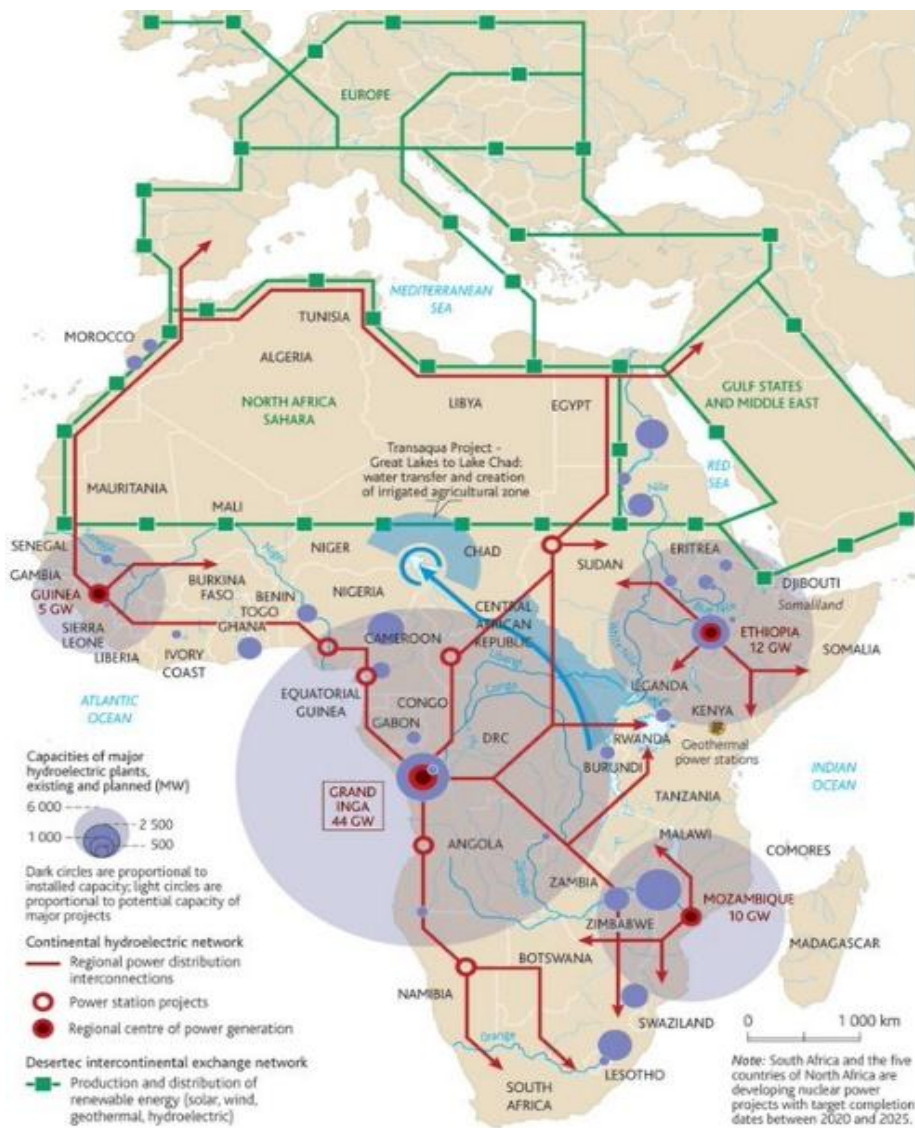 EUROPE
MEDITERRANEAN
SEA
MOROCCO
TUNISIA
ALGERIA
NORTH AFRICA
SAHARA
LIBYA
EGYPT
GULF STATES
AND MIDDLE EAST
Transaqua Project -
Great Lakes to Lake Chad:
water transfer and creation
of irrigated agricultural zone
RED
SEA
MAURITANIA
MALI
Nile
SENEGAL
Senegal
NIGER
CHAD
SUDAN
ERITREA
GAMBIA
BURKINA
FASO
Niger
NIGERIA
DJIBOUTI
GUINEA
5 GW
BENIN
TOGO
GHANA
Blue Nile
Somaliland
SIERRA
LEONE
CENTRAL
AFRICAN
REPUBLIC
White Nile
ETHIOPIA
12 GW
LIBERIA
IVORY
COAST
CAMEROON
SOMALIA
ATLANTIC
OCEAN
EQUATORIAL
GUINEA
CONGO
Congo
UGANDA
KENYA
GABON
DRC
RWANDA
Geothermal
power stations
BURUNDI
INDIAN
OCEAN
GRAND
INGA
44 GW
TANZANIA
ANGOLA
MALAWI
COMORES
ZAMBIA
MOZAMBIQUE
10 GW
ZIMBABWE
MADAGASCAR
BOTSWANA
NAMIBIA
SWAZILAND
Orange
LESOTHO
SOUTH
AFRICA
Capacities of major
hydroelectric plants,
existing and planned (MW)
6 000
2 500
1 000
500
Dark circles are proportional to
installed capacity; light circles are
proportional to potential capacity of
major projects
Continental hydroelectric network
Regional power distribution
interconnections
Power station projects
Regional centre of power generation
Desertec intercontinental exchange network
Production and distribution of
renewable energy (solar, wind,
geothermal, hydroelectric)
0 1 000 km
Note: South Africa and the five
countries of North Africa are
developing nuclear power
projects with target completion
dates between 2020 and 2025.